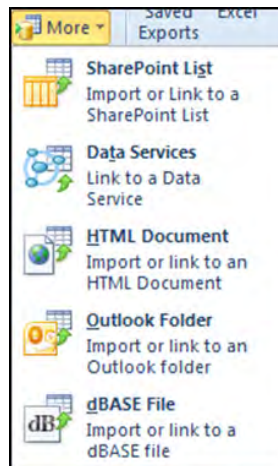 More
Saved Excel
Exports
SharePoint List
Import or Link to a
SharePoint List
Data Services
Link to a Data
Service
HTML Document
Import or link to an
HTML Document
Outlook Folder
Import or link to an
Outlook folder
dBASE File
dB
Import or link to a
dBASE file